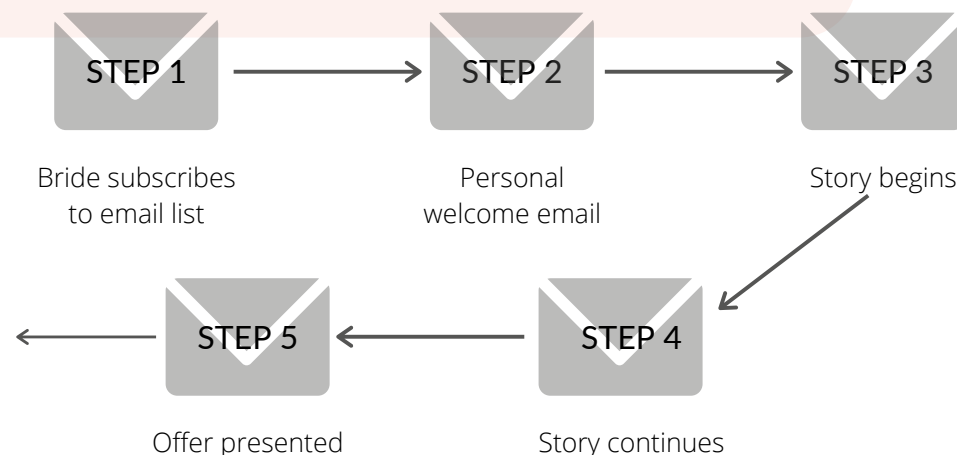 STEP 1
STEP 2
STEP 3
Bride subscribes
to email list
Personal
welcome email
Story begins
STEP 4
Story continues
STEP 5
Offer presented